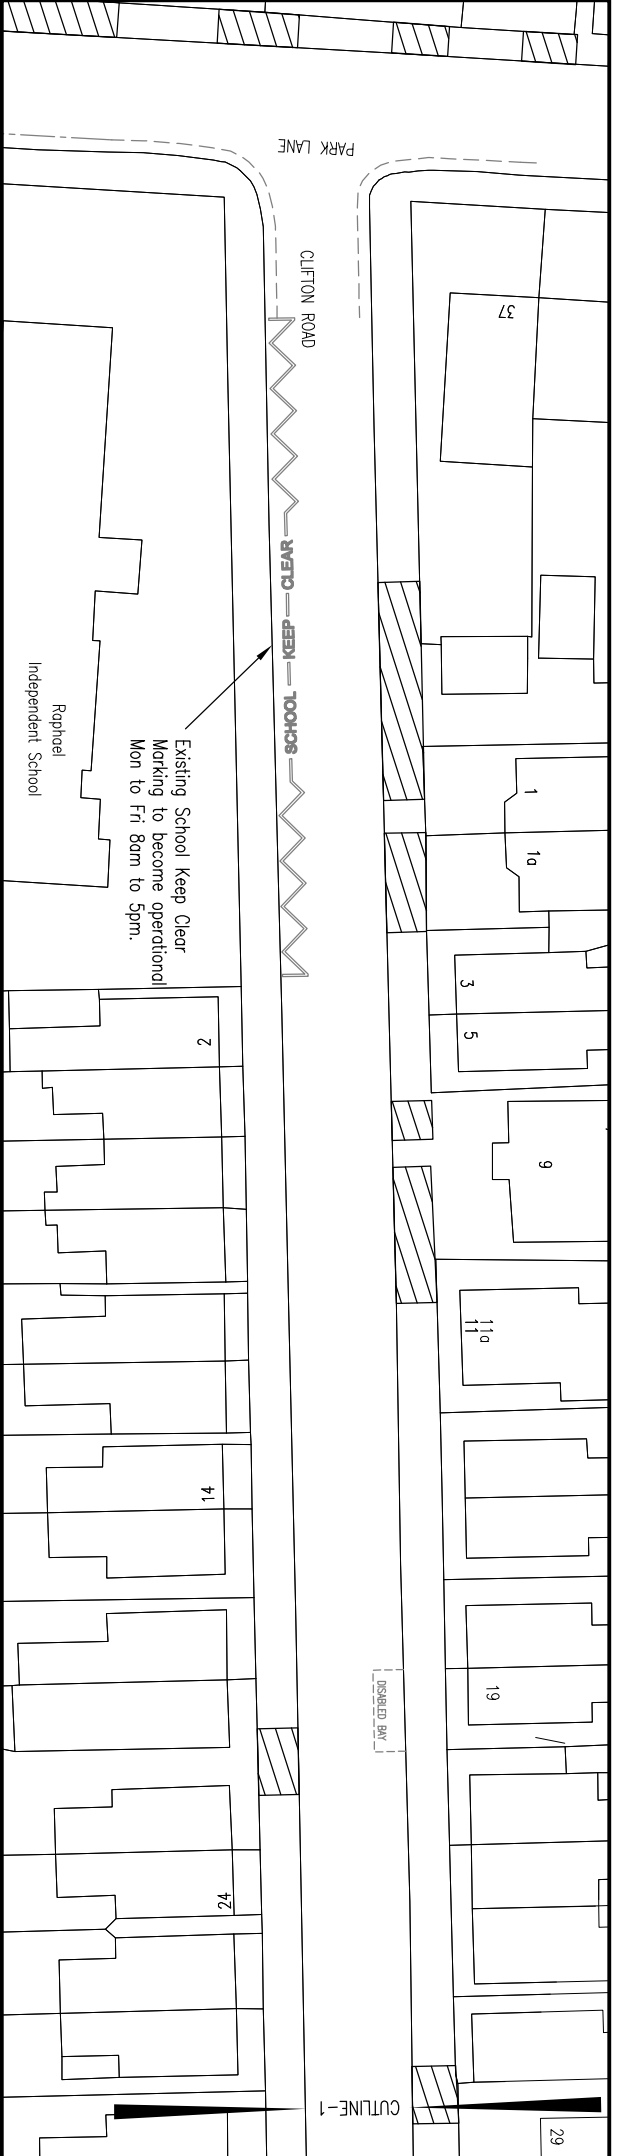 PARK LANE
CLIFTON ROAD
37
SCHOOL KEEP CLEAR
Existing School Keep Clear
Marking to become operational
Mon to Fri 8am to 5pm.
Raphael
Independent School
1
1a
3
5
2
9
11a
11
14
19
DISABLED BAY
24
CUTLINE-1
29